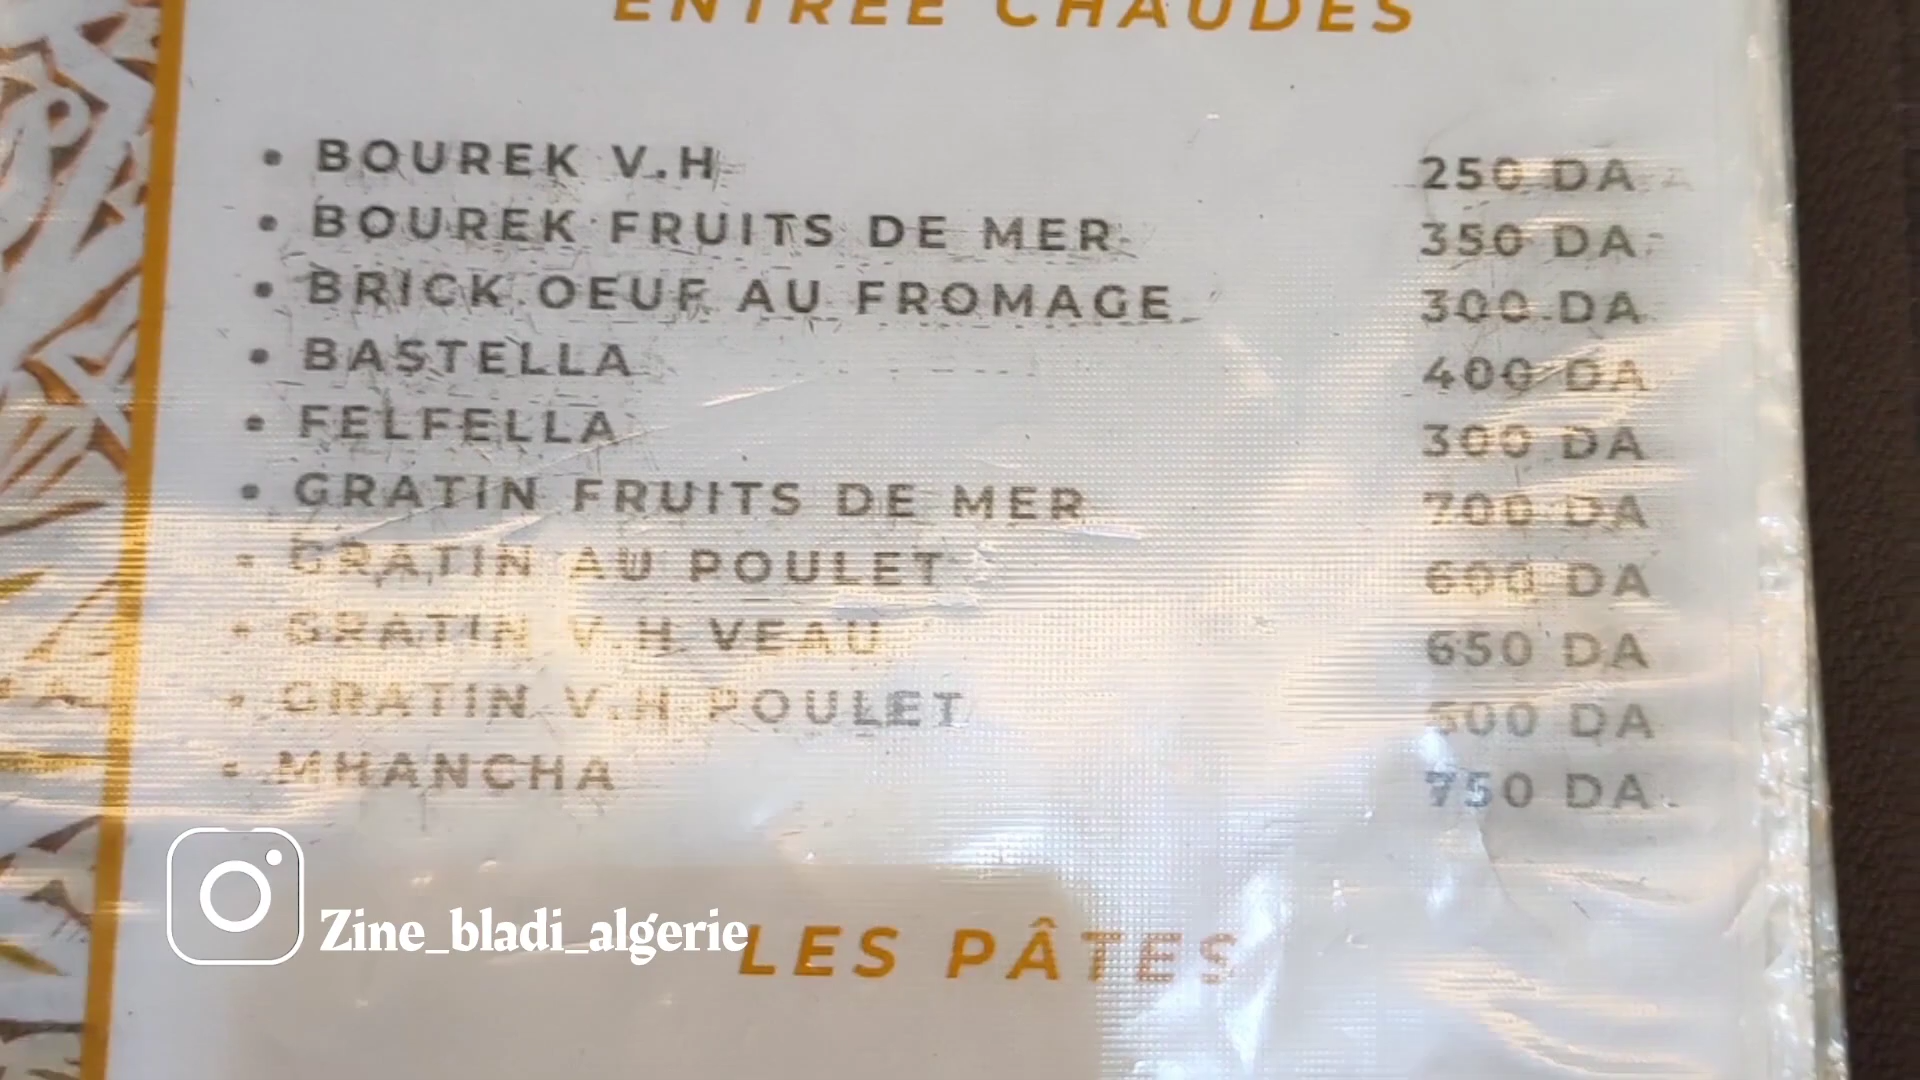 ENTRÉE CHAUDES
• BOUREK V.H 250 DA
• BOUREK FRUITS DE MER 350 DA
• BRICK OEUF AU FROMAGE 300 DA
• BASTELLA 400 DA
• FELFELLA 300 DA
• GRATIN FRUITS DE MER 700 DA
• GRATIN AU POULET 600 DA
• GRATIN V.H VEAU 650 DA
• GRATIN V.H POULET 500 DA
• MHANCHA 750 DA
Zine_bladi_algerie
LES PÂTES